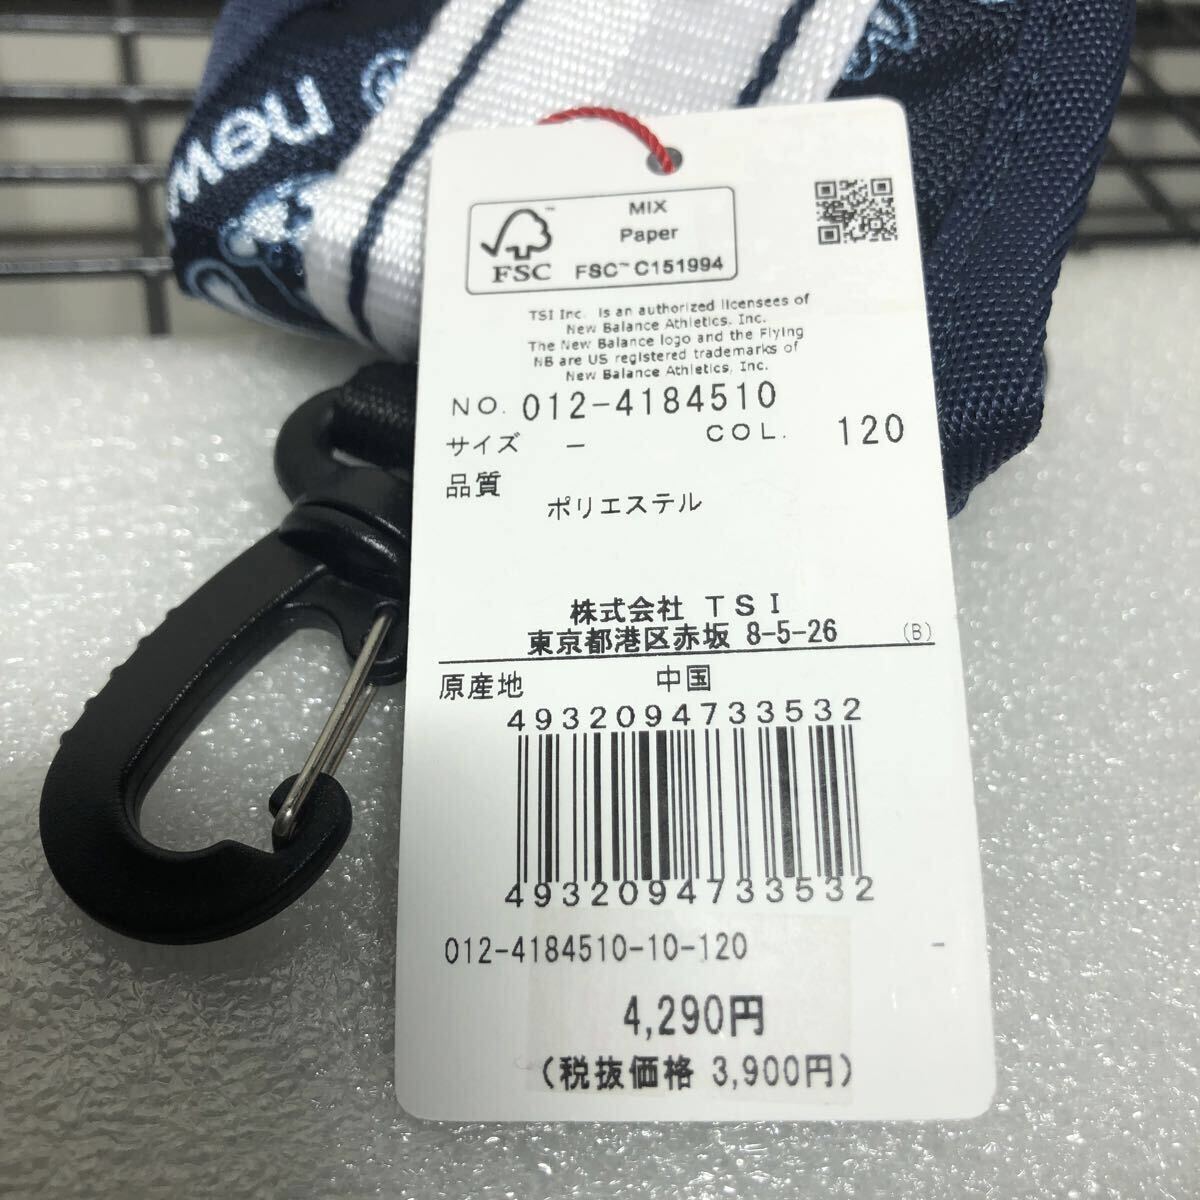 new
MIX
Paper
FSC™
FSC™ C151994
TSI Inc. is an authorized licensees of
New Balance Athletics, Inc.
The New Balance logo and the Flying
NB are US registered trademarks of
New Balance Athletics, Inc.
NO. 012-4184510
サイズ - COL. 120
品質
ポリエステル
株式会社 TSI
東京都港区赤坂 8-5-26 (B)
原産地 中国
4932094733532
4932094733532
012-4184510-10-120 -
4,290円
(税抜価格 3,900円)